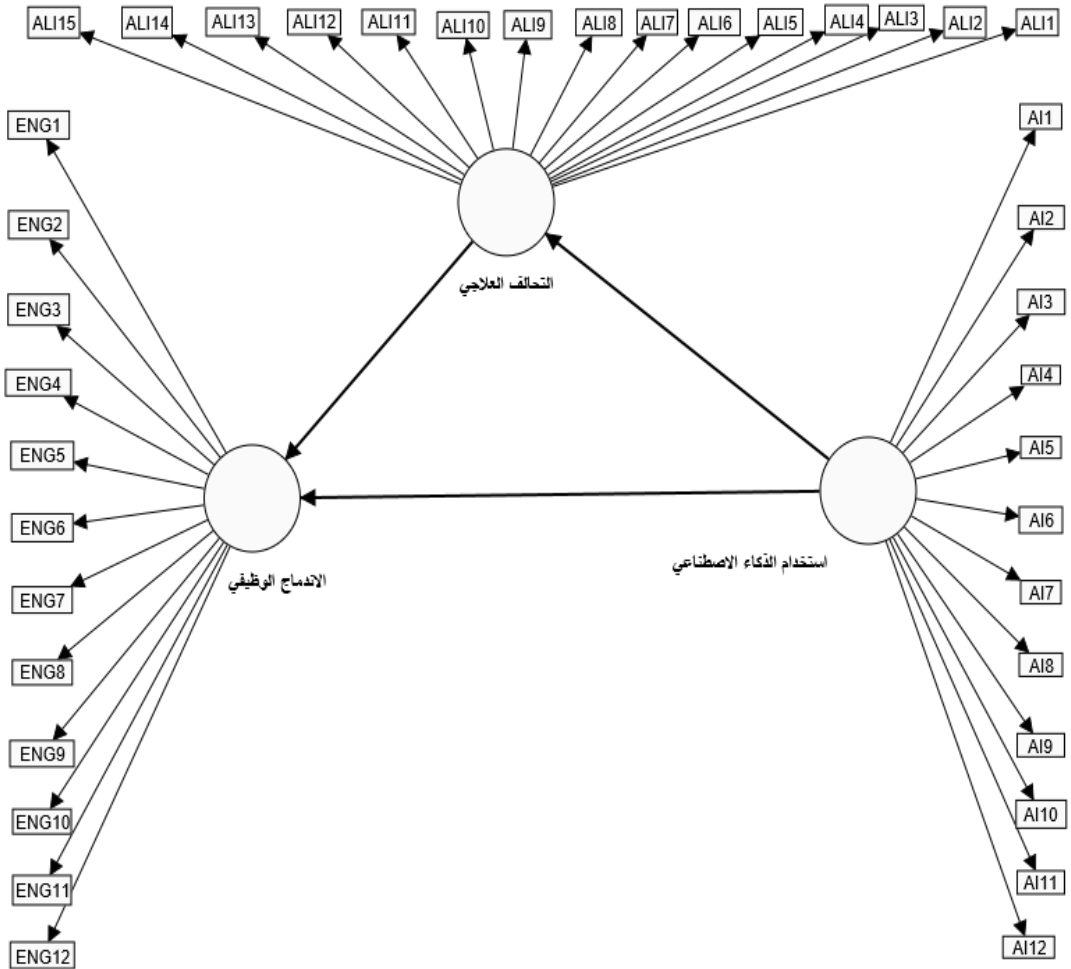 ALI15
ALI14
ALI13
ALI12
ALI11
ALI10
ALI9
ALI8
ALI7
ALI6
ALI5
ALI4
ALI3
ALI2
ALI1
ENG1
ENG2
ENG3
ENG4
ENG5
ENG6
ENG7
ENG8
ENG9
ENG10
ENG11
ENG12
التحالف العلاجي
الاندماج الوظيفي
استخدام الذكاء الاصطناعي
AI1
AI2
AI3
AI4
AI5
AI6
AI7
AI8
AI9
AI10
AI11
AI12